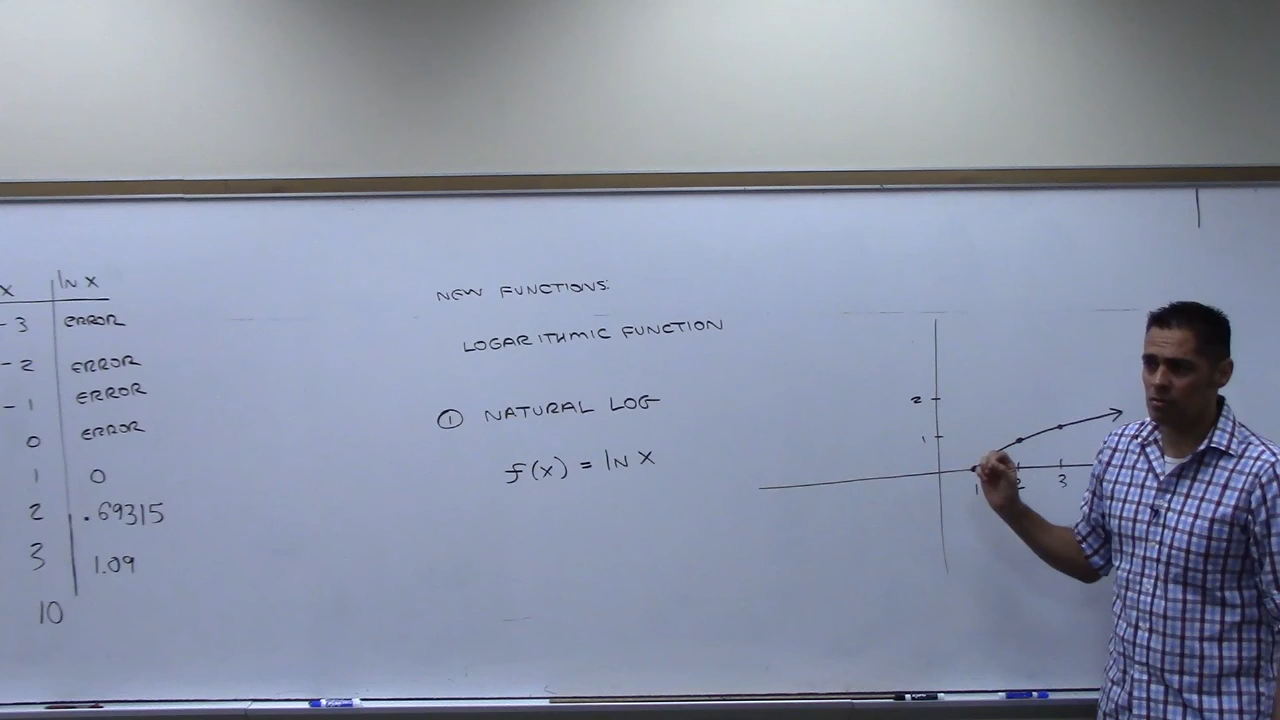 x | ln x
-3 ERROR
-2 ERROR
-1 ERROR
0 ERROR
1 0
2 .69315
3 1.09
10
NEW FUNCTIONS:
LOGARITHMIC FUNCTION
① NATURAL LOG
f(x) = ln x
2
1
1 2 3